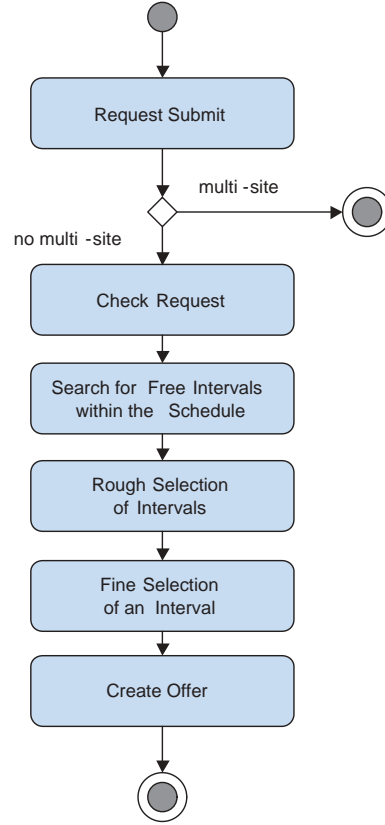 Request Submit
multi -site
no multi -site
Check Request
Search for Free Intervals
within the Schedule
Rough Selection
of Intervals
Fine Selection
of an Interval
Create Offer